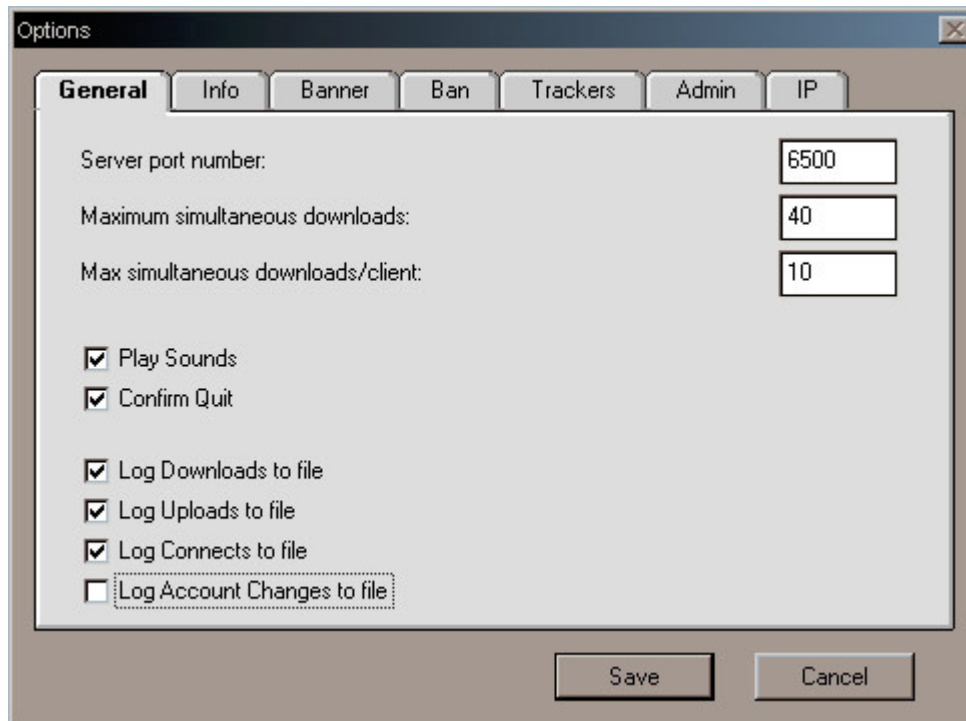 Options
General Info Banner Ban Trackers Admin IP
Server port number: 6500
Maximum simultaneous downloads: 40
Max simultaneous downloads/client: 10
Play Sounds
Confirm Quit
Log Downloads to file
Log Uploads to file
Log Connects to file
Log Account Changes to file
Save Cancel